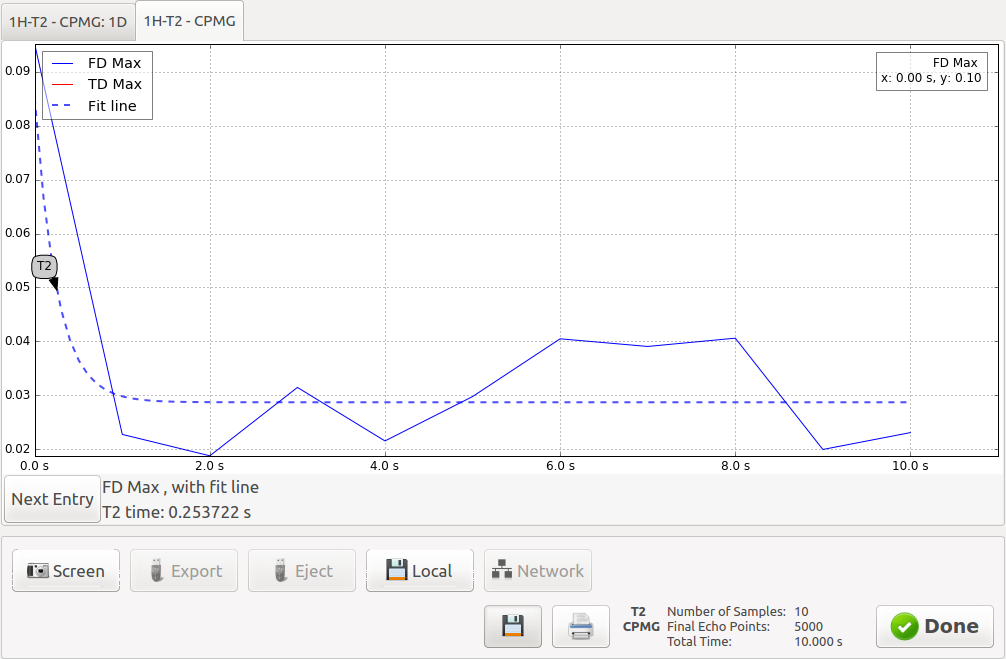 1H-T2 - CPMG: 1D
1H-T2 - CPMG
FD Max
TD Max
Fit line
FD Max
x: 0.00 s, y: 0.10
0.09
0.08
0.07
0.06
T2
0.05
0.04
0.03
0.02
0.0 s 2.0 s 4.0 s 6.0 s 8.0 s 10.0 s
Next Entry
FD Max , with fit line
T2 time: 0.253722 s
Screen
Export
Eject
Local
Network
T2
CPMG
Number of Samples: 10
Final Echo Points: 5000
Total Time: 10.000 s
Done